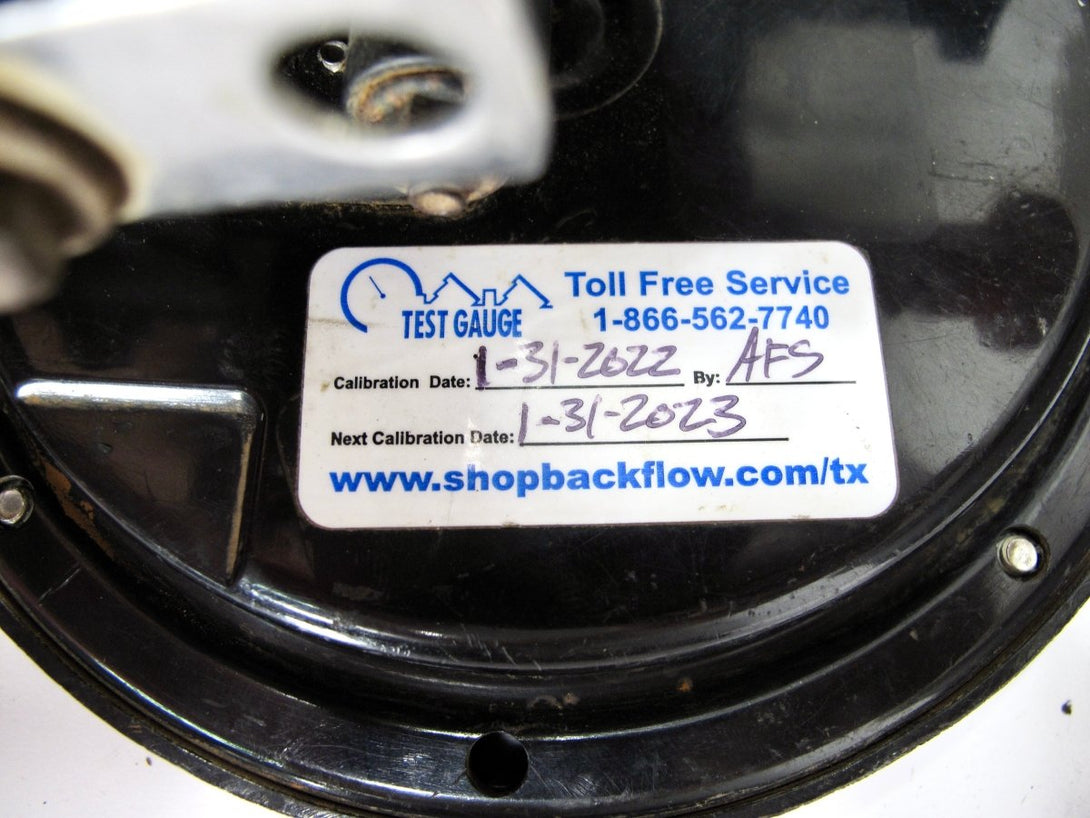 TEST GAUGE
Toll Free Service
1-866-562-7740
Calibration Date: 1-31-2022 By: AFS
Next Calibration Date: 1-31-2023
www.shopbackflow.com/tx